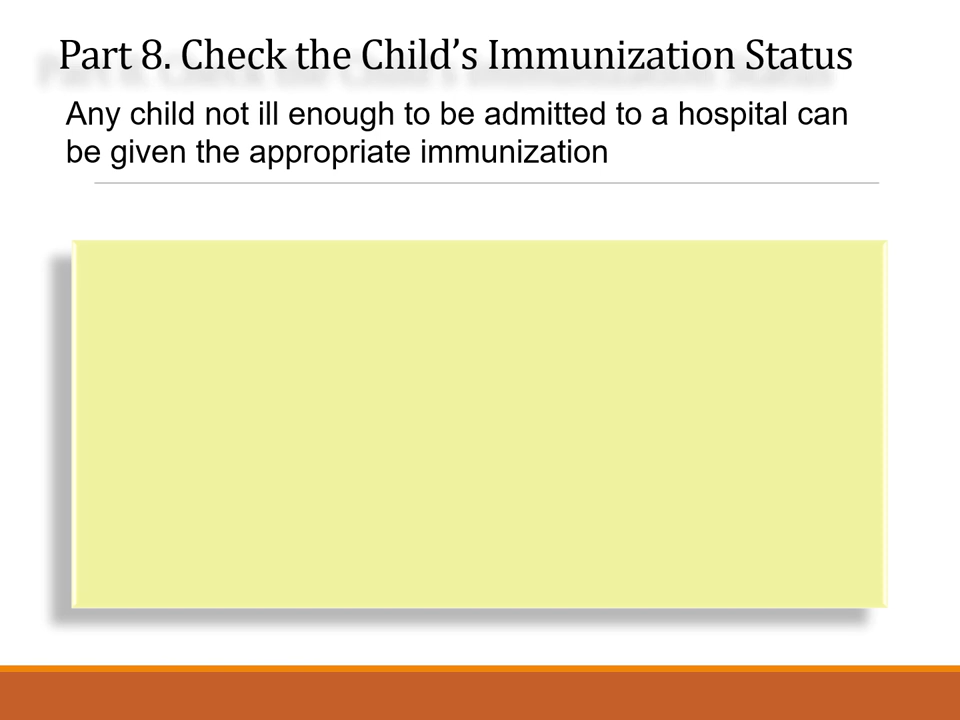 Part 8. Check the Child’s Immunization Status
Any child not ill enough to be admitted to a hospital can
be given the appropriate immunization